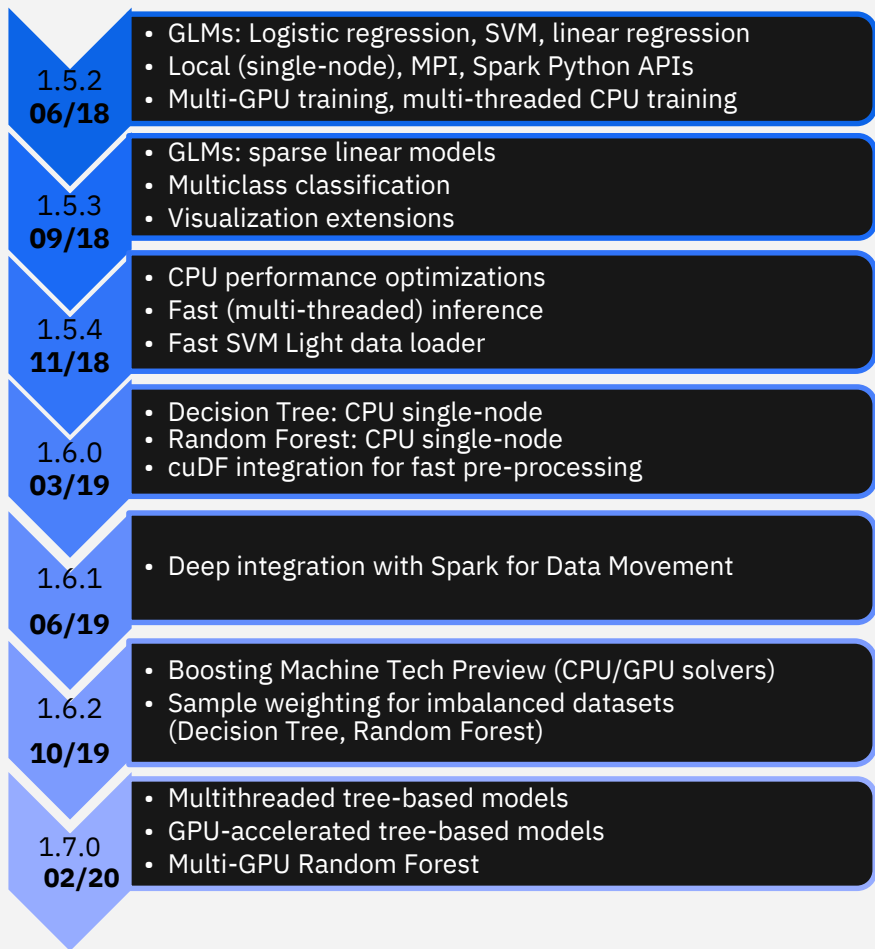 1.5.2
06/18
• GLMs: Logistic regression, SVM, linear regression
• Local (single-node), MPI, Spark Python APIs
• Multi-GPU training, multi-threaded CPU training
1.5.3
09/18
• GLMs: sparse linear models
• Multiclass classification
• Visualization extensions
1.5.4
11/18
• CPU performance optimizations
• Fast (multi-threaded) inference
• Fast SVM Light data loader
1.6.0
03/19
• Decision Tree: CPU single-node
• Random Forest: CPU single-node
• cuDF integration for fast pre-processing
1.6.1
06/19
• Deep integration with Spark for Data Movement
1.6.2
10/19
• Boosting Machine Tech Preview (CPU/GPU solvers)
• Sample weighting for imbalanced datasets
(Decision Tree, Random Forest)
1.7.0
02/20
• Multithreaded tree-based models
• GPU-accelerated tree-based models
• Multi-GPU Random Forest